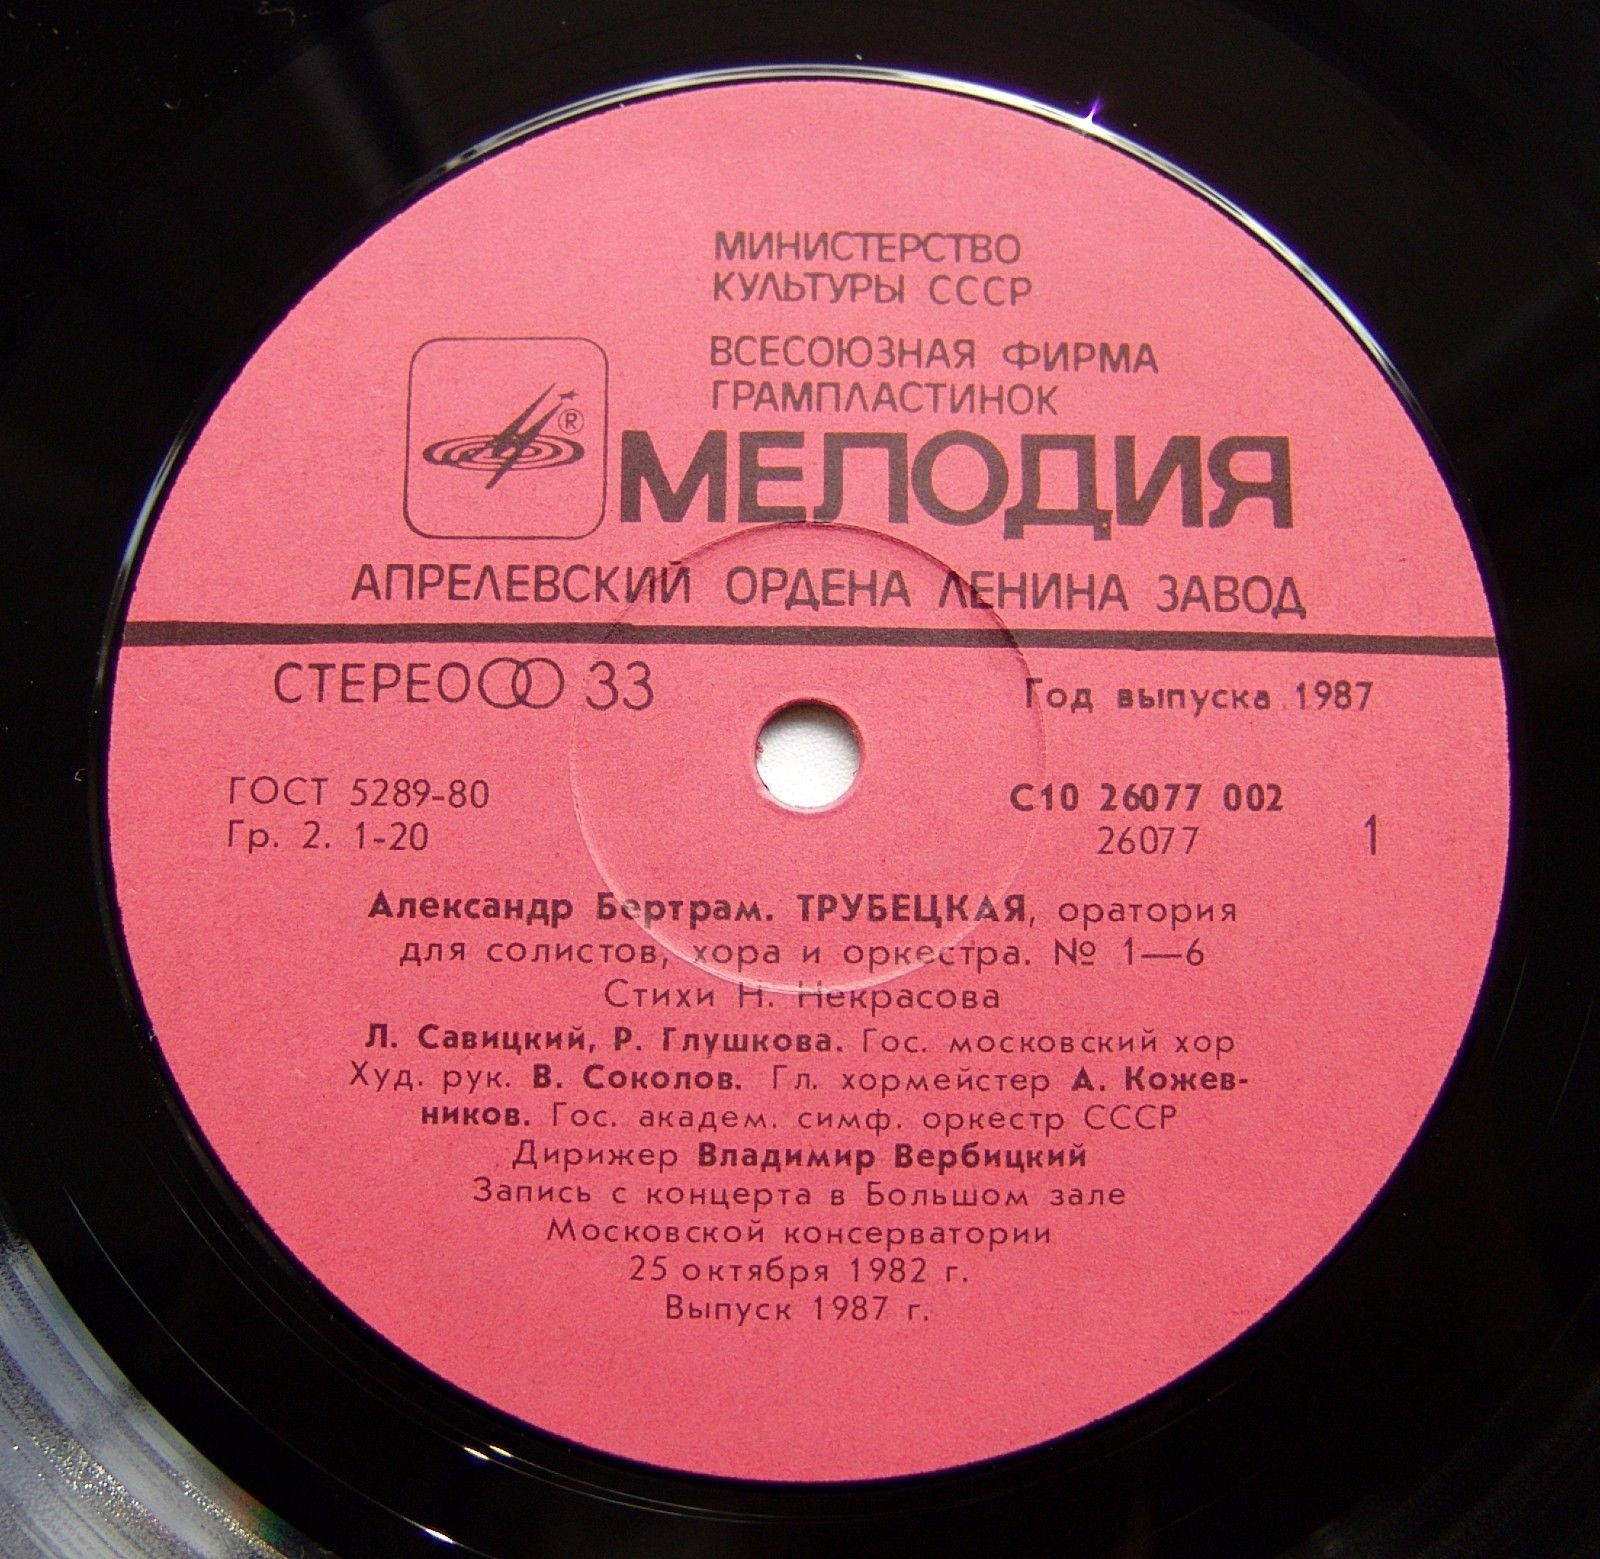 МИНИСТЕРСТВО
КУЛЬТУРЫ СССР
ВСЕСОЮЗНАЯ ФИРМА
ГРАМПЛАСТИНОК
®
МЕЛОДИЯ
АПРЕЛЕВСКИЙ ОРДЕНА ЛЕНИНА ЗАВОД
СТЕРЕО 33
Год выпуска 1987
ГОСТ 5289-80
Гр. 2. 1-20
С10 26077 002
26077
1
Александр Бертрам. ТРУБЕЦКАЯ, оратория
для солистов, хора и оркестра. № 1—6
Стихи Н. Некрасова
Л. Савицкий, Р. Глушкова. Гос. московский хор
Худ. рук. В. Соколов. Гл. хормейстер А. Кожев-
ников. Гос. академ. симф. оркестр СССР
Дирижер Владимир Вербицкий
Запись с концерта в Большом зале
Московской консерватории
25 октября 1982 г.
Выпуск 1987 г.